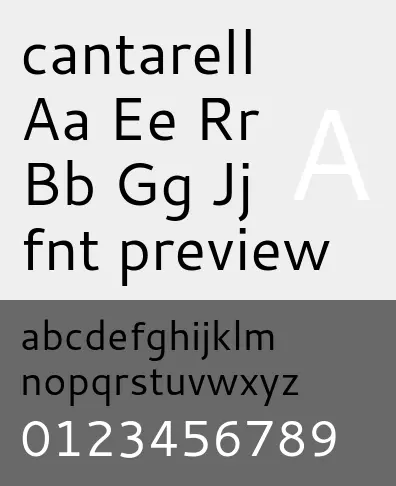 cantarell
Aa Ee Rr
A
Bb Gg Jj
fnt preview
abcdefghijklm
nopqrstuvwxyz
0123456789